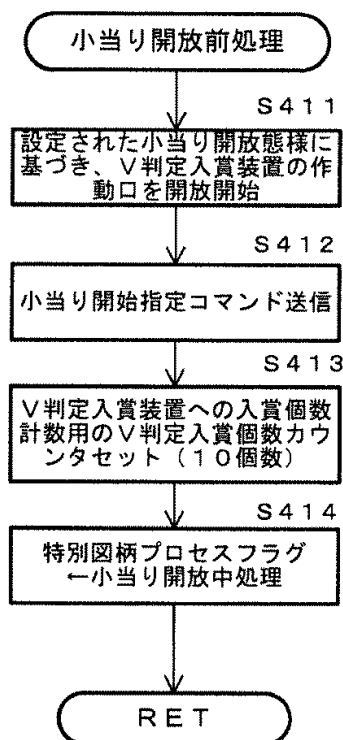 小当り開放前処理
S411
設定された小当り開放態様に
基づき、V判定入賞装置の作
動口を開放開始
S412
小当り開始指定コマンド送信
S413
V判定入賞装置への入賞個数
計数用のV判定入賞個数カウ
ンタセット（10個数）
S414
特別図柄プロセスフラグ
←小当り開放中処理
RET